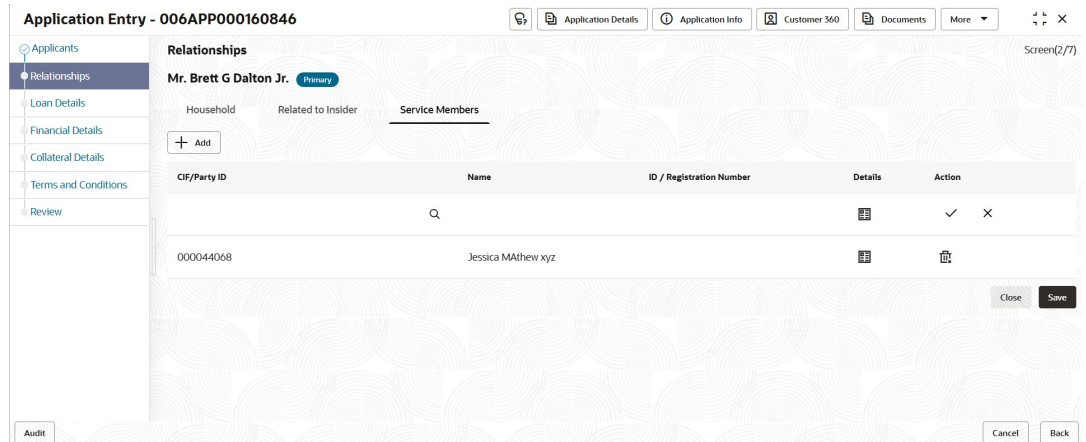 Application Entry - 006APP000160846
Application Details
Application Info
Customer 360
Documents
More
Applicants
Relationships
Loan Details
Financial Details
Collateral Details
Terms and Conditions
Review
Relationships
Screen(2/7)
Mr. Brett G Dalton Jr. Primary
Household Related to Insider Service Members
+ Add
CIF/Party ID Name ID / Registration Number Details Action
000044068 Jessica MAthew xyz
Close Save
Audit Cancel Back